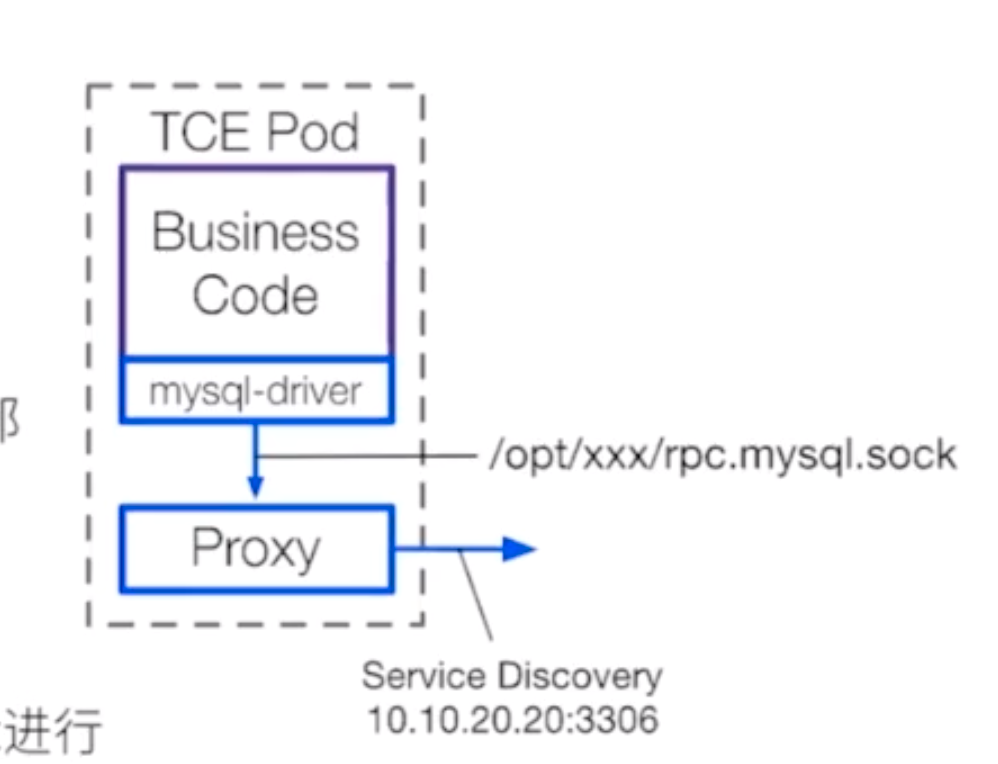 TCE Pod
Business
Code
mysql-driver
/opt/xxx/rpc.mysql.sock
Proxy
Service Discovery
10.10.20.20:3306
进行